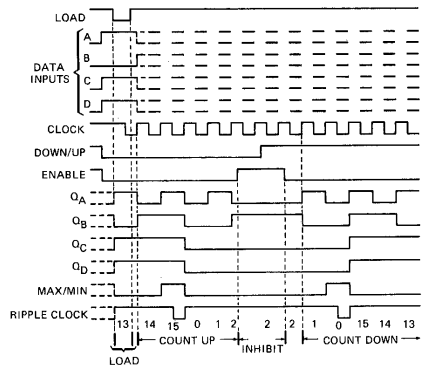 LOAD
A
B
C
D
DATA
INPUTS
CLOCK
DOWN/UP
ENABLE
QA
QB
QC
QD
MAX/MIN
RIPPLE CLOCK
13 14 15 0 1 2 2 2 1 0 15 14 13
COUNT UP
INHIBIT
COUNT DOWN
LOAD